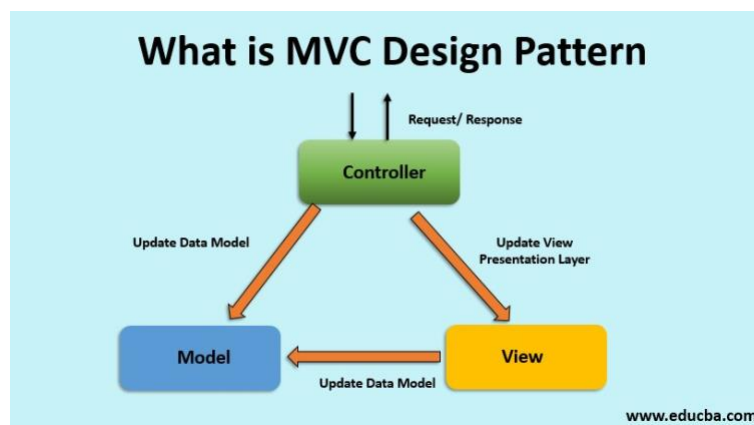 What is MVC Design Pattern
Request/ Response
Controller
Update Data Model
Update View
Presentation Layer
Model
View
Update Data Model
www.educba.com